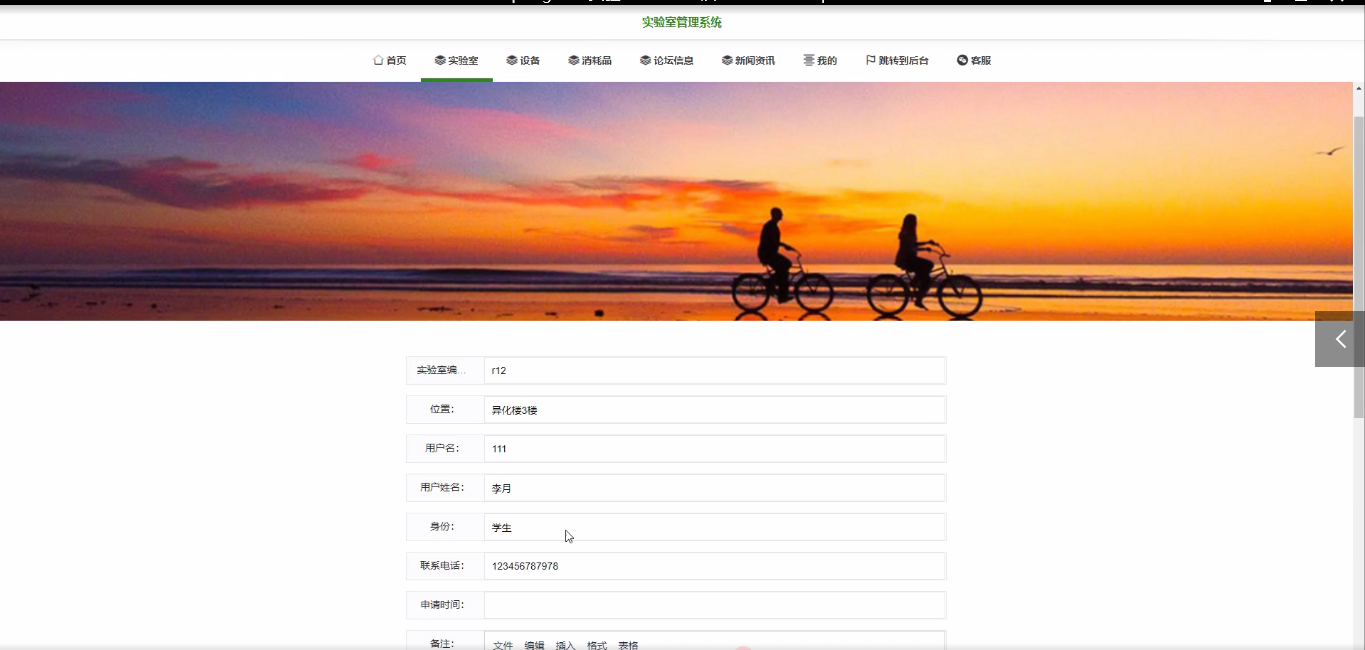 实验室管理系统
首页 实验室 设备 消耗品 论坛信息 新闻资讯 我的 跳转到后台 客服
实验室编... r12
位置： 异化楼3楼
用户名： 111
用户姓名： 李月
身份： 学生
联系电话： 123456787978
申请时间：
备注： 文件 编辑 插入 格式 表格